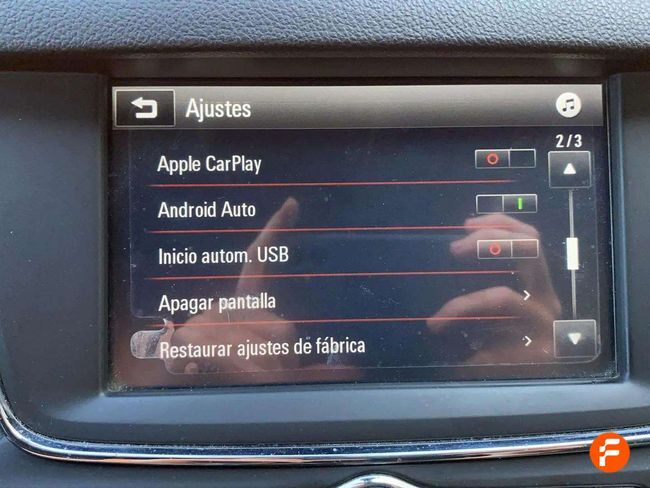 Ajustes
2/3
Apple CarPlay
Android Auto
Inicio autom. USB
Apagar pantalla
Restaurar ajustes de fábrica